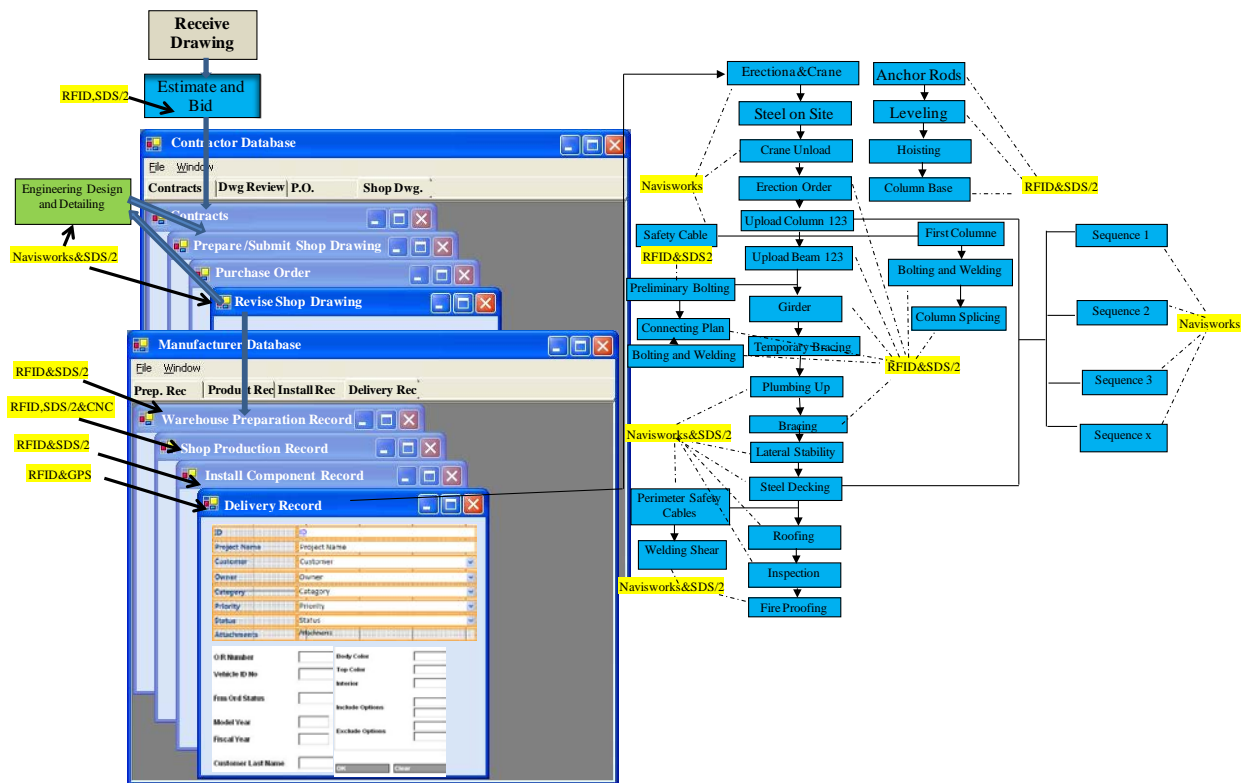 Receive
Drawing
Estimate and
Bid
RFID,SDS/2
Contractor Database
File Window
Contracts Dwg Review P.O. Shop Dwg.
Engineering Design
and Detailing
Navisworks&SDS/2
Contracts
Prepare /Submit Shop Drawing
Purchase Order
Revise Shop Drawing
Manufacturer Database
File Window
Prep. Rec Product Rec Install Rec Delivery Rec
RFID&SDS/2
RFID,SDS/2&CNC
RFID&SDS/2
RFID&GPS
Warehouse Preparation Record
Shop Production Record
Install Component Record
Delivery Record
ID ID
Project Name Project Name
Customer Customer
Owner Owner
Category Category
Priority Priority
Status Status
Attachments Attachments
O/R Number
Vehicle ID No
Frm Ord Status
Model Year
Fiscal Year
Customer Last Name
Body Color
Top Color
Interior
Include Options
Exclude Options
OK Clear
Erectiona&Crane
Steel on Site
Crane Unload
Erection Order
Upload Column 123
Upload Beam 123
Girder
Temporary Bracing
Plumbing Up
Bracing
Lateral Stability
Steel Decking
Roofing
Inspection
Fire Proofing
Anchor Rods
Leveling
Hoisting
Column Base
RFID&SDS/2
Navisworks
Safety Cable
RFID&SDS2
Preliminary Bolting
Connecting Plan
Bolting and Welding
First Columne
Bolting and Welding
Column Splicing
RFID&SDS/2
Navisworks&SDS/2
Perimeter Safety
Cables
Welding Shear
Navisworks&SDS/2
Sequence 1
Sequence 2
Sequence 3
Sequence x
Navisworks